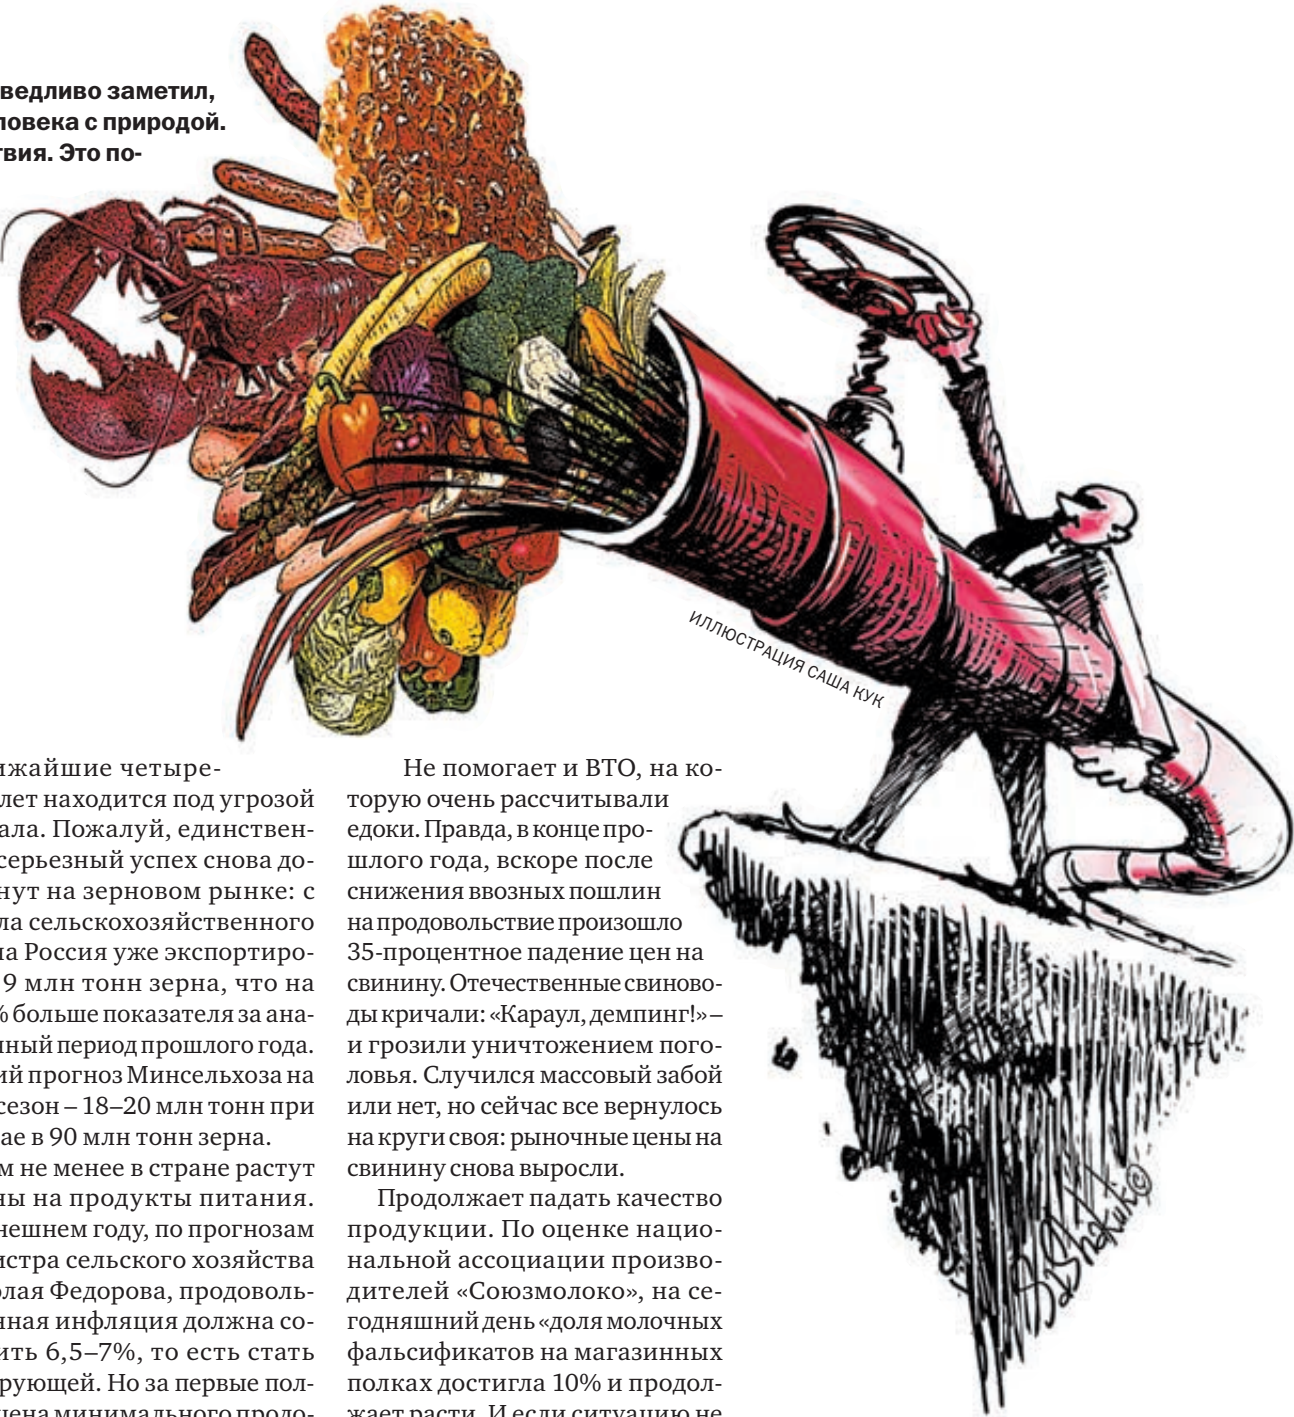 ведливо заметил,
ловека с природой.
твия. Это по-
ИЛЛЮСТРАЦИЯ САША КУК
ижайшие четыре-
лет находится под угрозой
ала. Пожалуй, единствен-
серьезный успех снова до-
нут на зерновом рынке: с
ла сельскохозяйственного
на Россия уже экспортиро-
9 млн тонн зерна, что на
% больше показателя за ана-
чный период прошлого года.
ий прогноз Минсельхоза на
сезон – 18–20 млн тонн при
ае в 90 млн тонн зерна.
м не менее в стране растут
ны на продукты питания.
нешнем году, по прогнозам
истра сельского хозяйства
олая Федорова, продоволь-
нная инфляция должна со-
ить 6,5–7%, то есть стать
рующей. Но за первые пол-
цена минимального продо-
Не помогает и ВТО, на ко-
торую очень рассчитывали
едоки. Правда, в конце про-
шлого года, вскоре после
снижения ввозных пошлин
на продовольствие произошло
35-процентное падение цен на
свинину. Отечественные свиново-
ды кричали: «Караул, демпинг!» –
и грозили уничтожением пого-
ловья. Случился массовый забой
или нет, но сейчас все вернулось
на круги своя: рыночные цены на
свинину снова выросли.
Продолжает падать качество
продукции. По оценке нацио-
нальной ассоциации произво-
дителей «Союзмолоко», на се-
годняшний день «доля молочных
фальсификатов на магазинных
полках достигла 10% и продол-
жает расти. И если ситуацию не